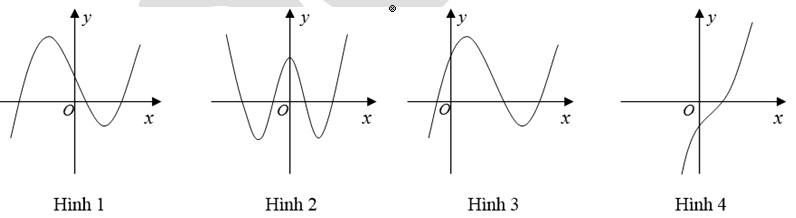 y y y y
O x O x O x O x
Hình 1 Hình 2 Hình 3 Hình 4